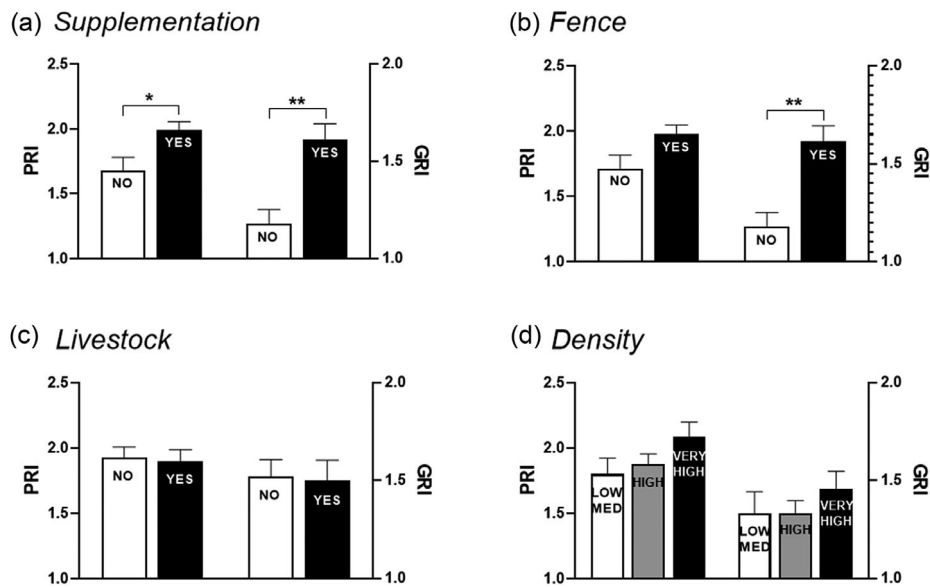 (a) Supplementation
2.5
2.0
1.5
1.0
PRI
NO
*
YES
NO
**
YES
2.0
1.5
1.0
GRI
(b) Fence
2.5
2.0
1.5
1.0
PRI
NO
YES
NO
**
YES
2.0
1.5
1.0
GRI
(c) Livestock
2.5
2.0
1.5
1.0
PRI
NO
YES
NO
YES
2.0
1.5
1.0
GRI
(d) Density
2.5
2.0
1.5
1.0
PRI
LOW
MED
HIGH
VERY
HIGH
LOW
MED
HIGH
VERY
HIGH
2.0
1.5
1.0
GRI